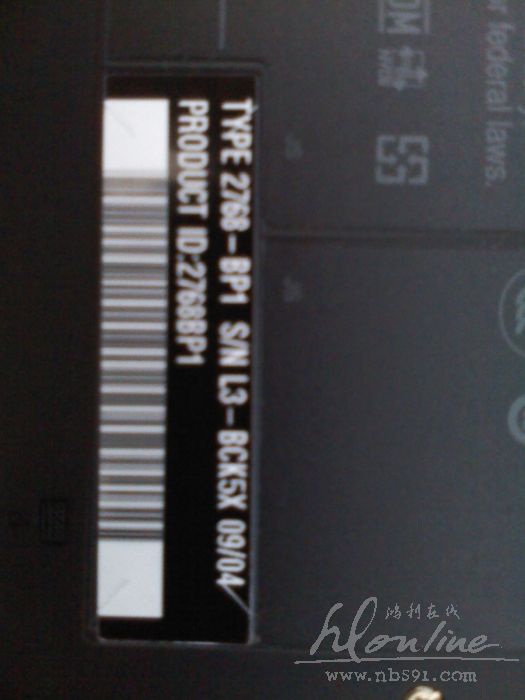 r federal laws.
TYPE 2768-BP1 S/N L3-BCK5X 09/04
PRODUCT ID:2768BP1
鸿利在线
hlonline
www.nb591.com